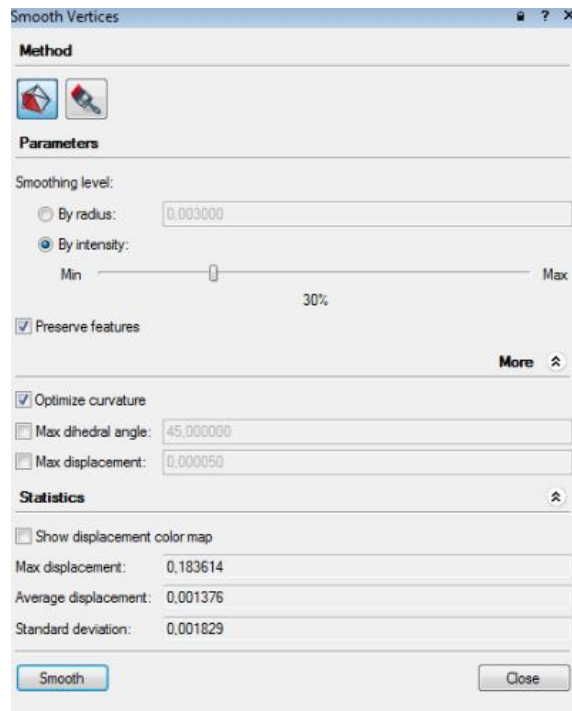 Smooth Vertices ? X
Method
Parameters
Smoothing level:
By radius: 0,003000
By intensity:
Min Max
30%
Preserve features
More
Optimize curvature
Max dihedral angle: 45,000000
Max displacement: 0,000050
Statistics
Show displacement color map
Max displacement: 0,183614
Average displacement: 0,001376
Standard deviation: 0,001829
Smooth Close